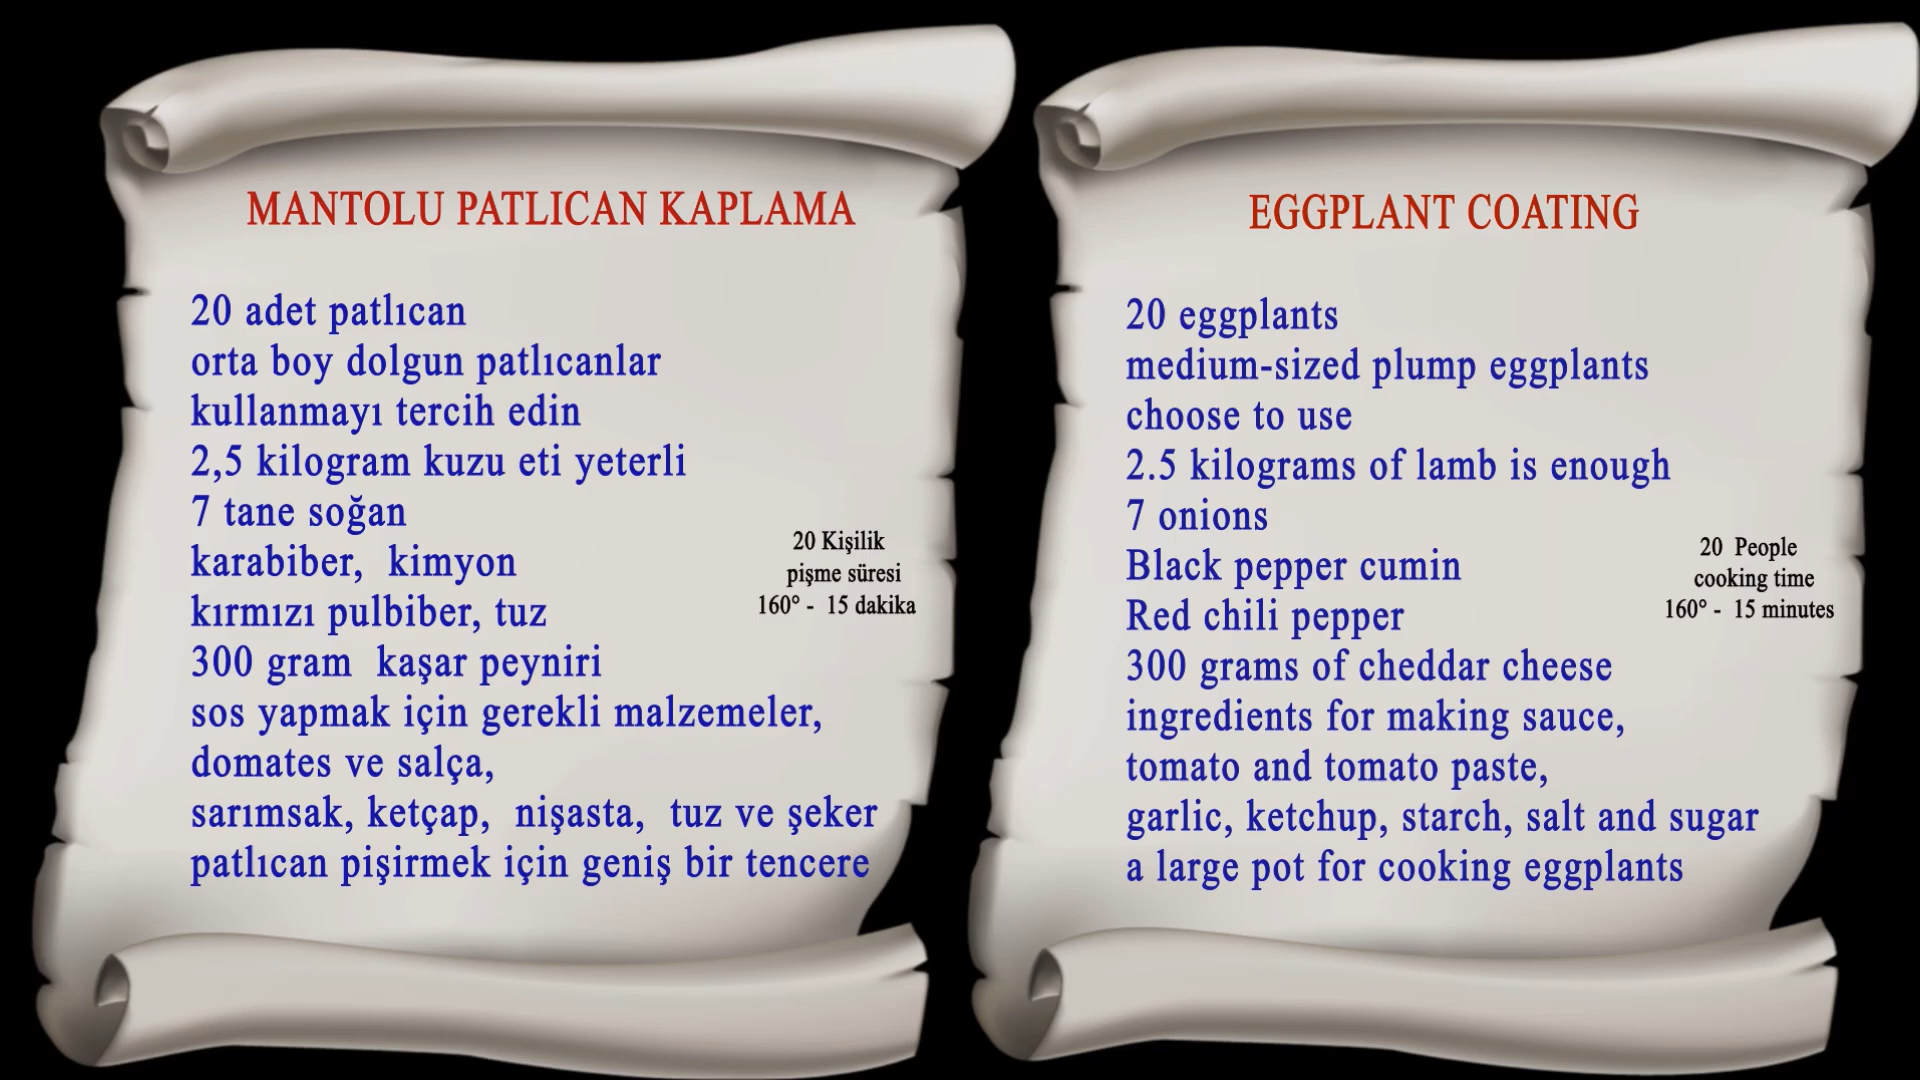 MANTOLU PATLICAN KAPLAMA
20 adet patlıcan
orta boy dolgun patlıcanlar
kullanmayı tercih edin
2,5 kilogram kuzu eti yeterli
7 tane soğan
karabiber, kimyon
kırmızı pulbiber, tuz
300 gram kaşar peyniri
sos yapmak için gerekli malzemeler,
domates ve salça,
sarımsak, ketçap, nişasta, tuz ve şeker
patlıcan pişirmek için geniş bir tencere
20 Kişilik
pişme süresi
160° - 15 dakika
EGGPLANT COATING
20 eggplants
medium-sized plump eggplants
choose to use
2.5 kilograms of lamb is enough
7 onions
Black pepper cumin
Red chili pepper
300 grams of cheddar cheese
ingredients for making sauce,
tomato and tomato paste,
garlic, ketchup, starch, salt and sugar
a large pot for cooking eggplants
20 People
cooking time
160° - 15 minutes